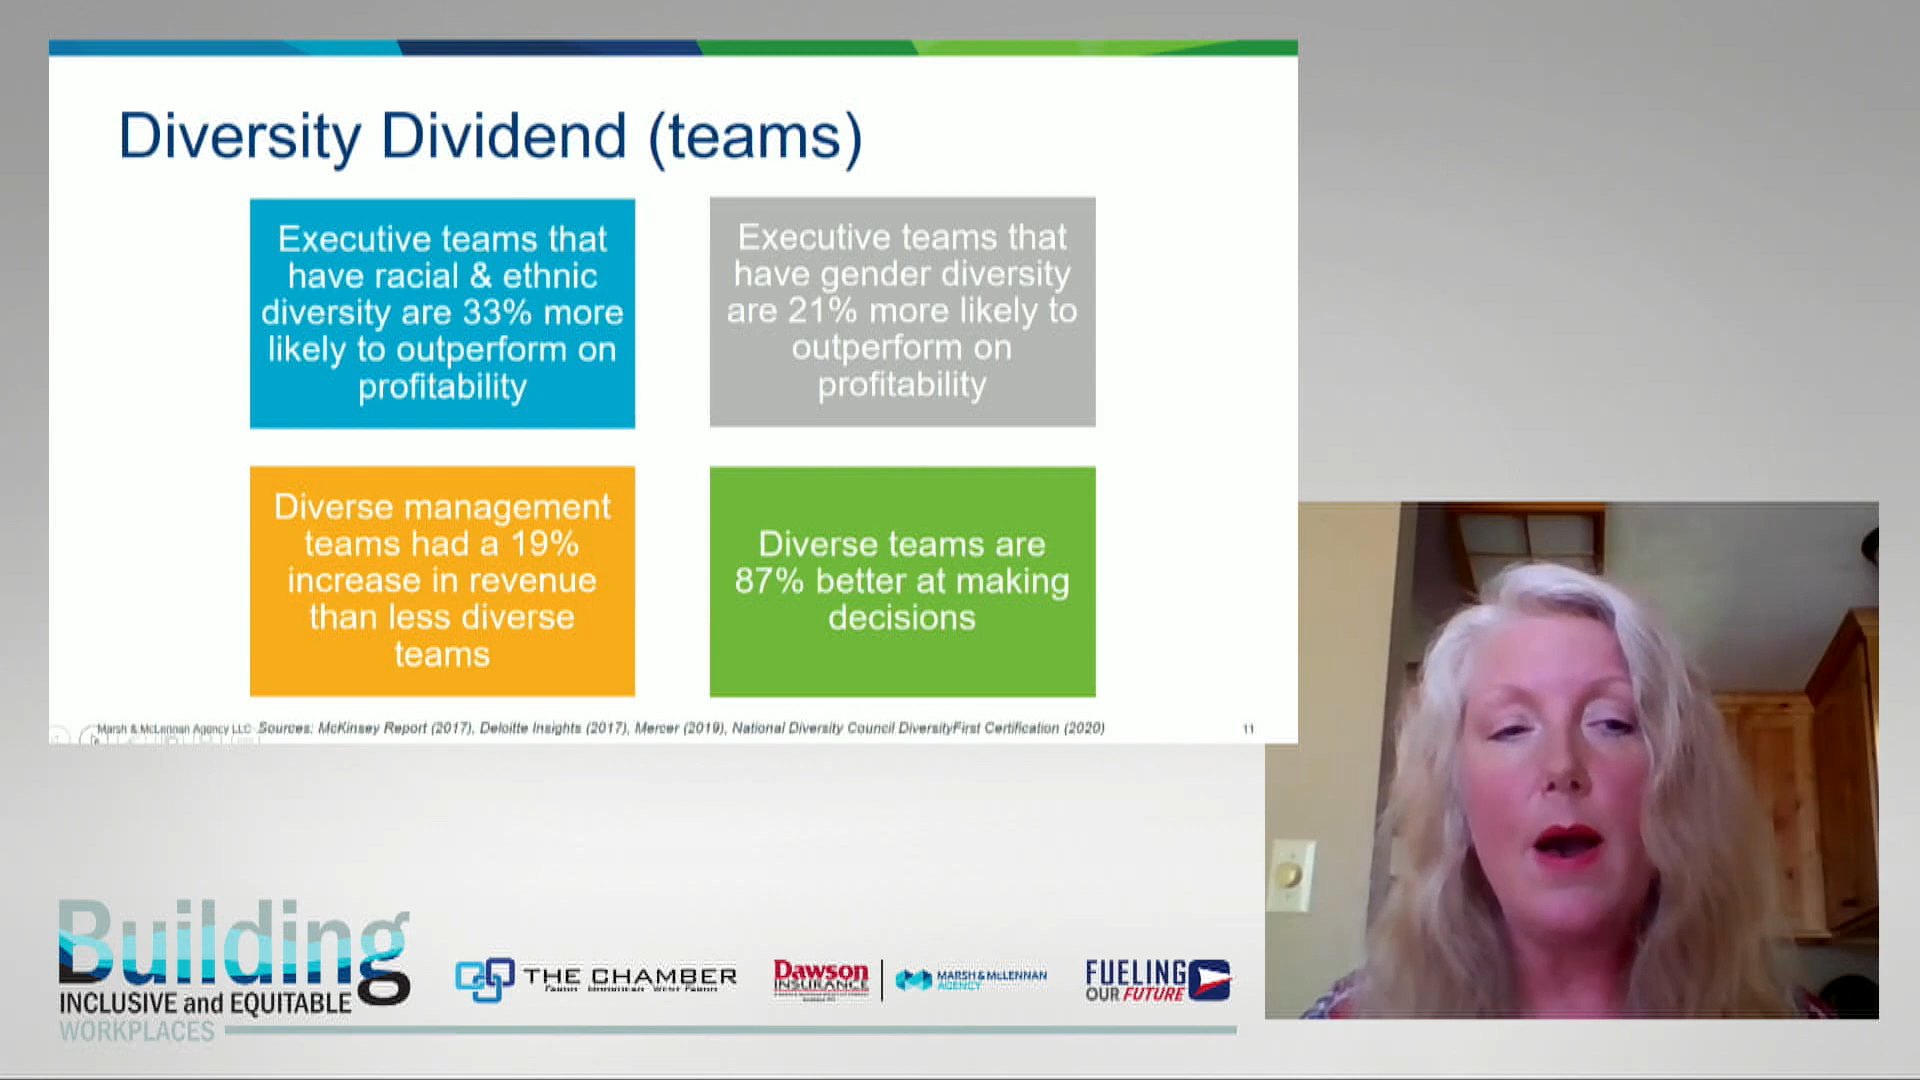 Diversity Dividend (teams)
Executive teams that
have racial & ethnic
diversity are 33% more
likely to outperform on
profitability
Executive teams that
have gender diversity
are 21% more likely to
outperform on
profitability
Diverse management
teams had a 19%
increase in revenue
than less diverse
teams
Diverse teams are
87% better at making
decisions
Marsh & McLennan Agency LLC
Sources: McKinsey Report (2017), Deloitte Insights (2017), Mercer (2019), National Diversity Council DiversityFirst Certification (2020)
11
Building
INCLUSIVE and EQUITABLE
WORKPLACES
THE CHAMBER
Dawson
INSURANCE
MARSH & McLENNAN
AGENCY
FUELING
OUR FUTURE